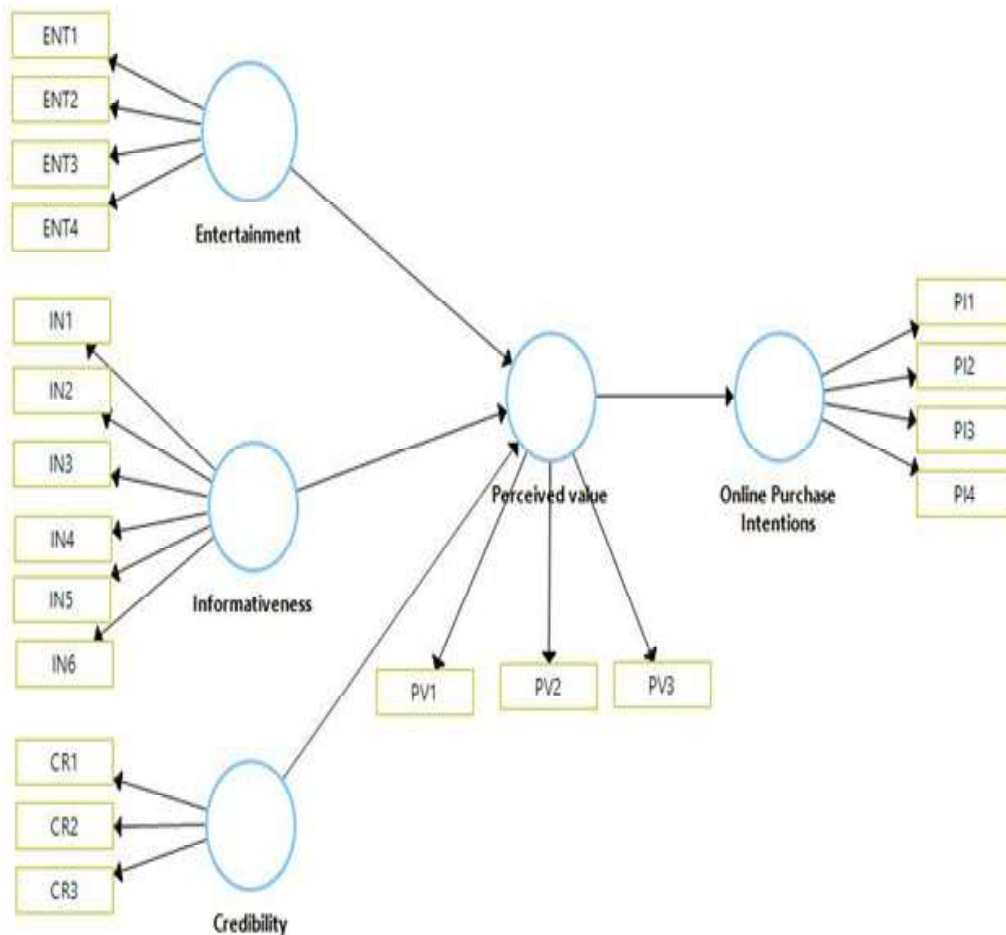 ENT1
ENT2
ENT3
ENT4
Entertainment
IN1
IN2
IN3
IN4
IN5
IN6
Informativeness
CR1
CR2
CR3
Credibility
Perceived value
PV1
PV2
PV3
Online Purchase
Intentions
PI1
PI2
PI3
PI4